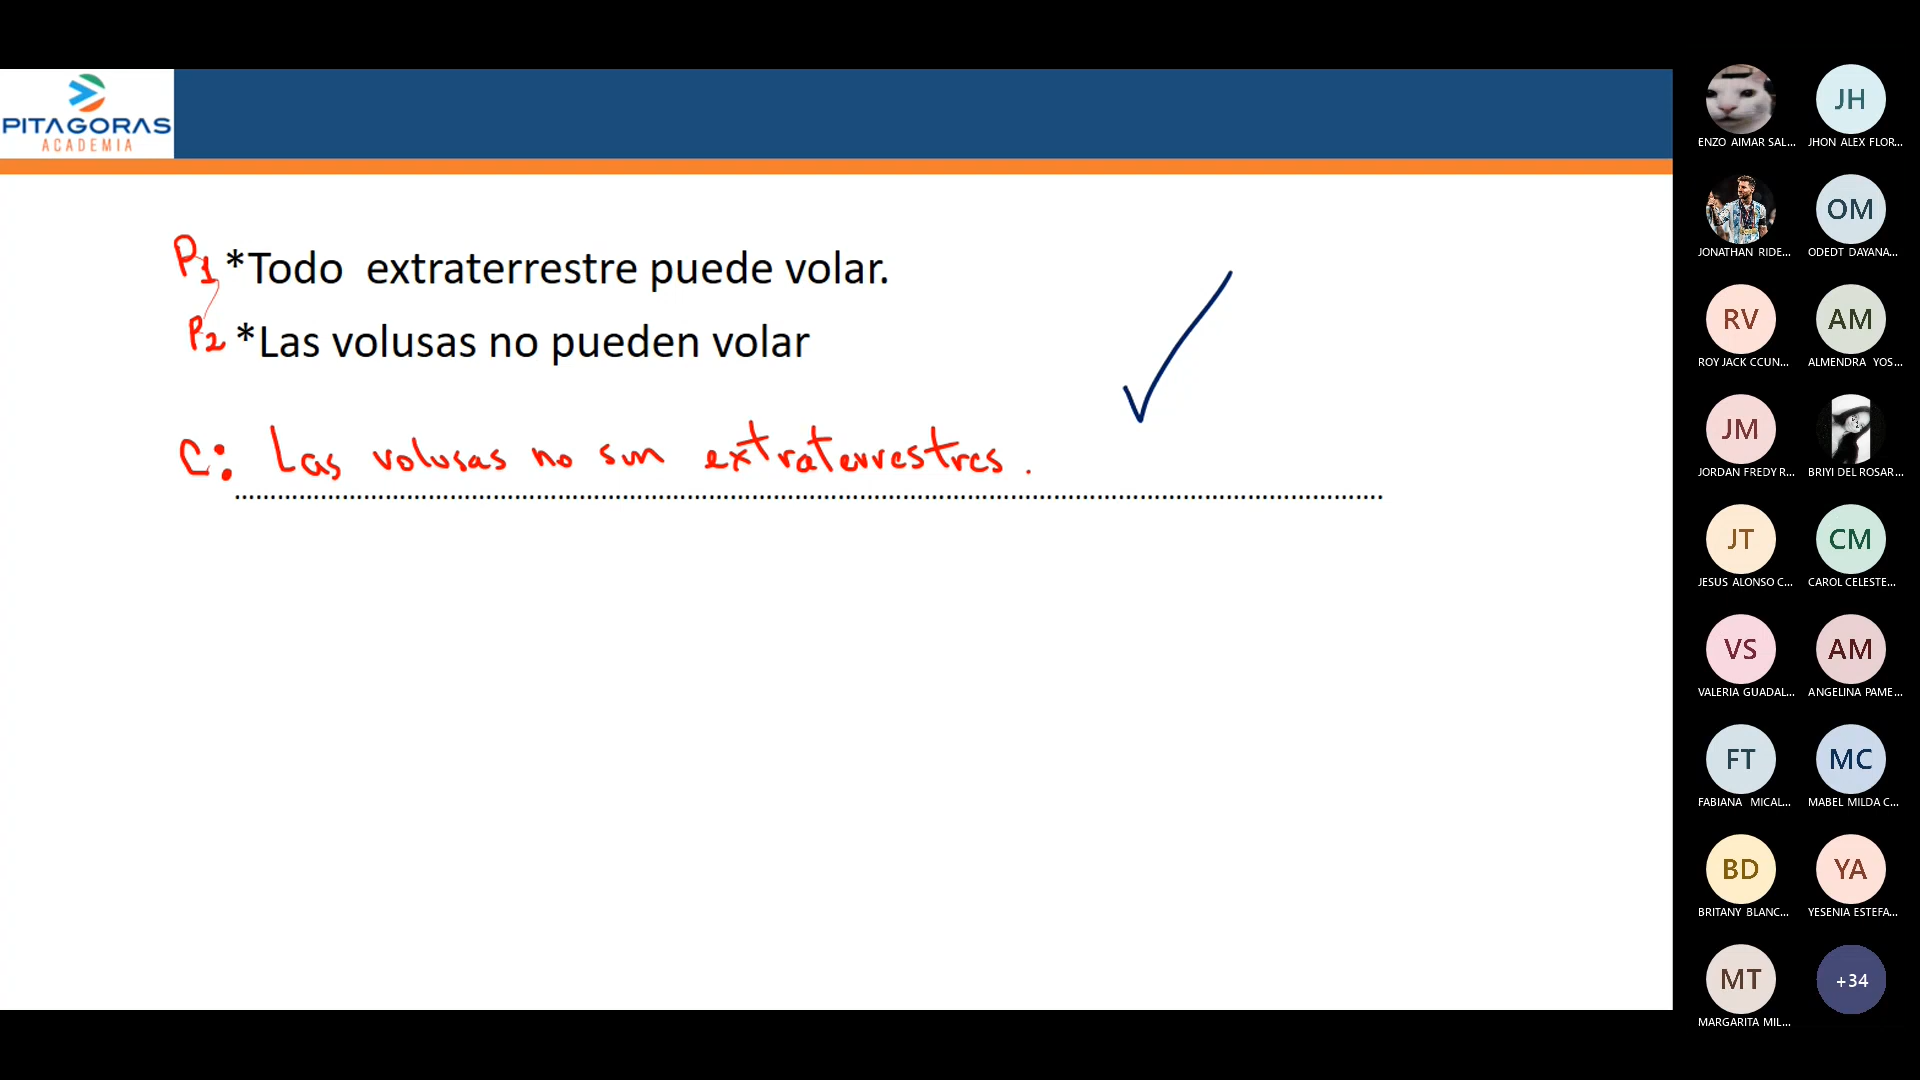 PITAGORAS
ACADEMIA
P1 *Todo extraterrestre puede volar.
P2 *Las volusas no pueden volar
C: Las volusas no son extraterrestres.
ENZO AIMAR SAL...
JH
JHON ALEX FLOR...
JONATHAN RIDE...
OM
ODEDT DAYANA...
RV
ROY JACK CCUN...
AM
ALMENDRA YOS...
JM
JORDAN FREDY R...
BRIYI DEL ROSAR...
JT
JESUS ALONSO C...
CM
CAROL CELESTE...
VS
VALERIA GUADAL...
AM
ANGELINA PAME...
FT
FABIANA MICAL...
MC
MABEL MILDA C...
BD
BRITANY BLANC...
YA
YESENIA ESTEFA...
MT
MARGARITA MIL...
+34